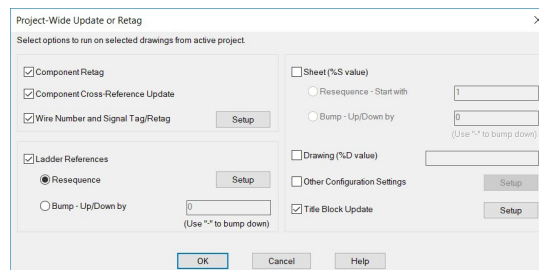 Project-Wide Update or Retag
Select options to run on selected drawings from active project.
Component Retag
Component Cross-Reference Update
Wire Number and Signal Tag/Retag Setup
Ladder References
Resequence Setup
Bump - Up/Down by 0
(Use "-" to bump down)
Sheet (%S value)
Resequence - Start with 1
Bump - Up/Down by 0
(Use "-" to bump down)
Drawing (%D value)
Other Configuration Settings Setup
Title Block Update Setup
OK Cancel Help